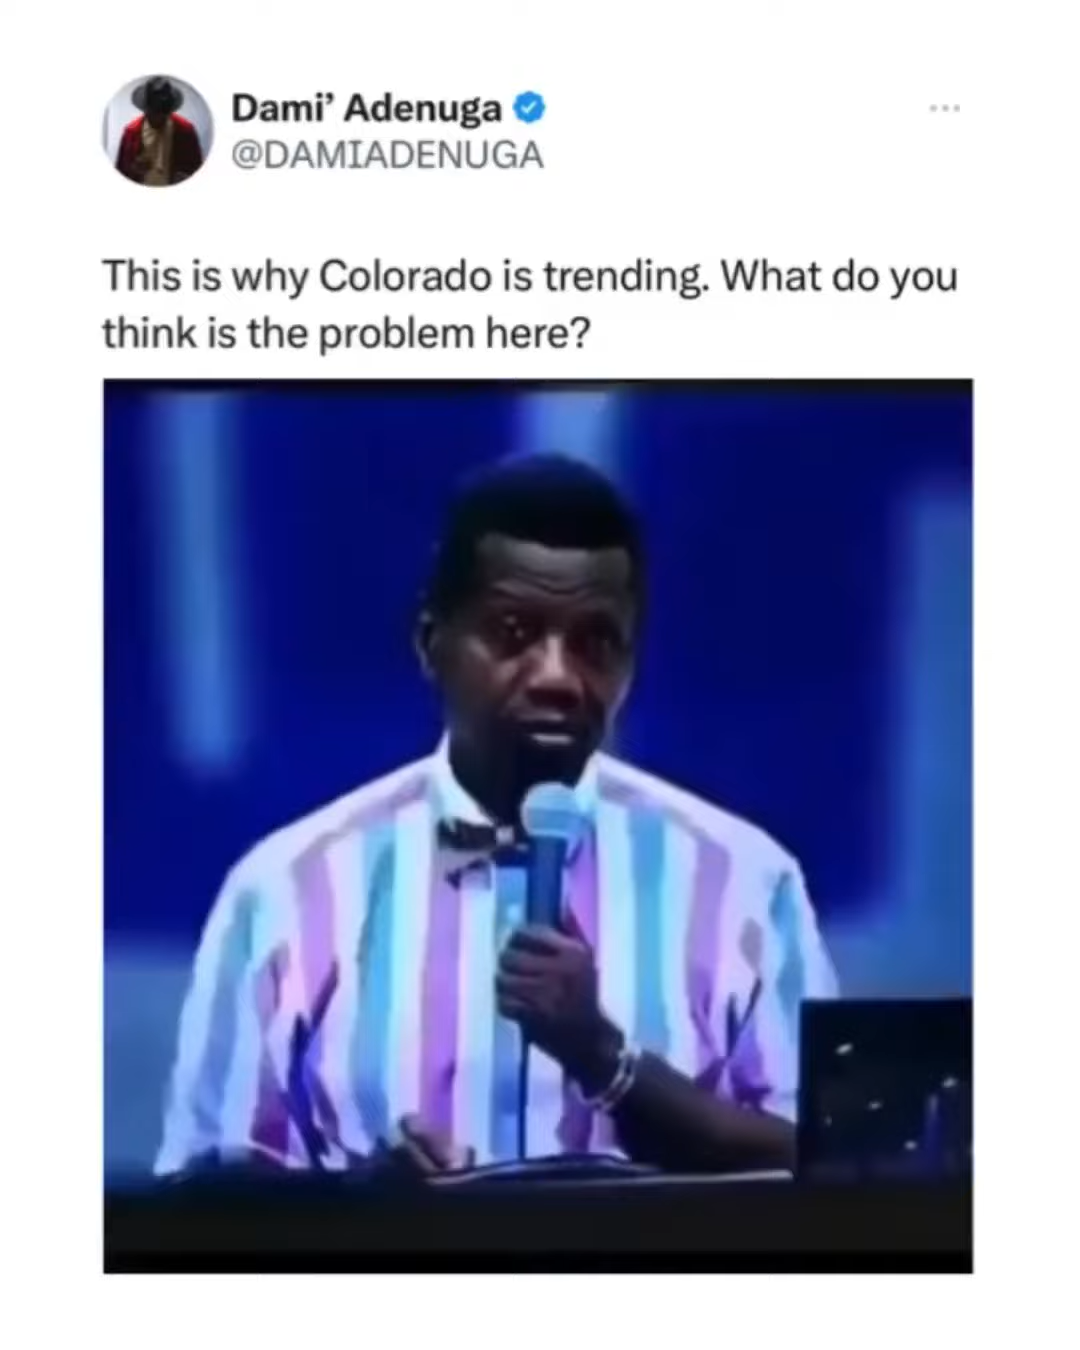 Dami’ Adenuga
@DAMIADENUGA
This is why Colorado is trending. What do you
think is the problem here?